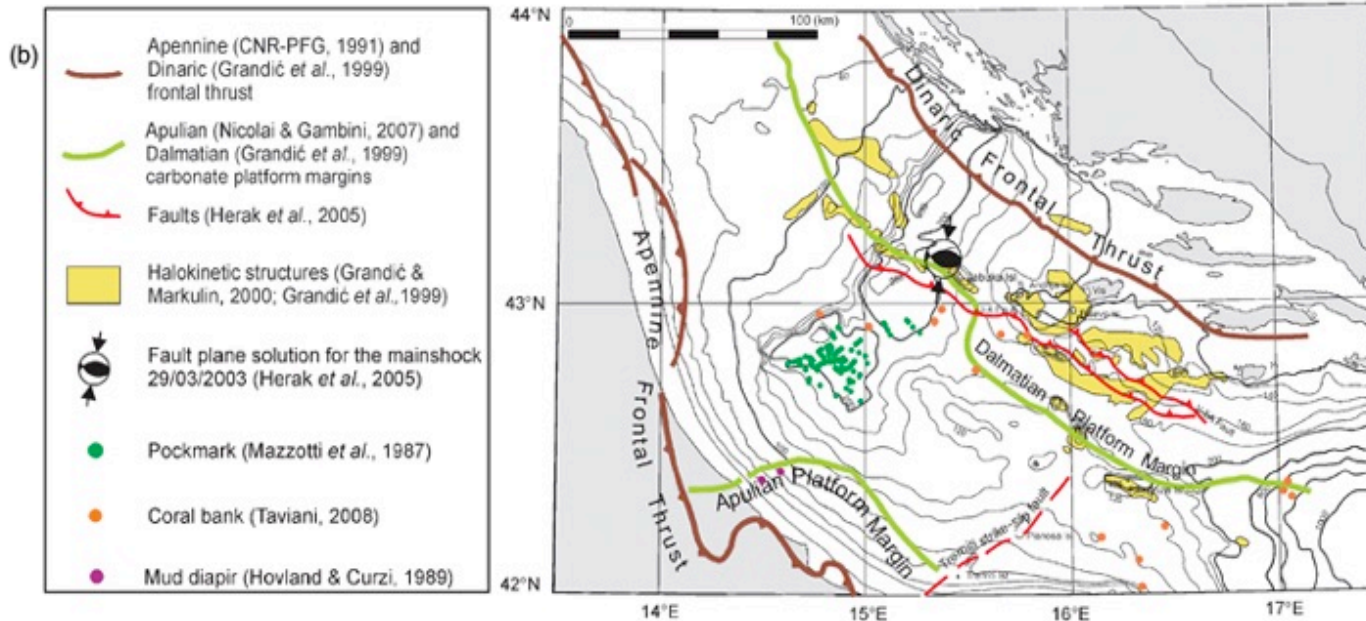 (b)
Apennine (CNR-PFG, 1991) and
Dinaric (Grandić et al., 1999)
frontal thrust
Apulian (Nicolai & Gambini, 2007) and
Dalmatian (Grandić et al., 1999)
carbonate platform margins
Faults (Herak et al., 2005)
Halokinetic structures (Grandić &
Markulin, 2000; Grandić et al.,1999)
Fault plane solution for the mainshock
29/03/2003 (Herak et al., 2005)
Pockmark (Mazzotti et al., 1987)
Coral bank (Taviani, 2008)
Mud diapir (Hovland & Curzi, 1989)
44°N
0
100 (km)
Dinaric Frontal Thrust
Apennine Frontal Thrust
43°N
Dalmatian Platform Margin
Apulian Platform Margin
Tremiti strike-slip fault
42°N
14°E
15°E
16°E
17°E